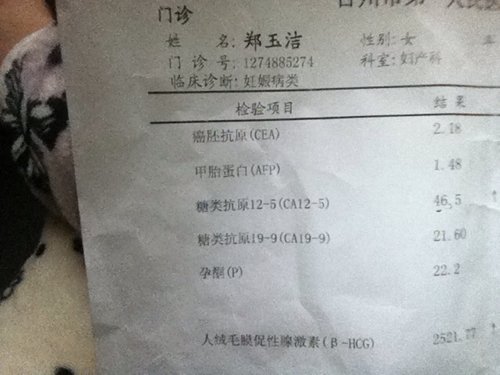 门诊
姓 名: 郑玉洁 性别: 女
门 诊 号: 1274885274 科室: 妇产科
临床诊断: 妊娠病类
检验项目 结果
癌胚抗原(CEA) 2.18
甲胎蛋白(AFP) 1.48
糖类抗原12-5(CA12-5) 46.5 ↑
糖类抗原19-9(CA19-9) 21.60
孕酮(P) 22.2
人绒毛膜促性腺激素(β-HCG) 2521.77 ↑